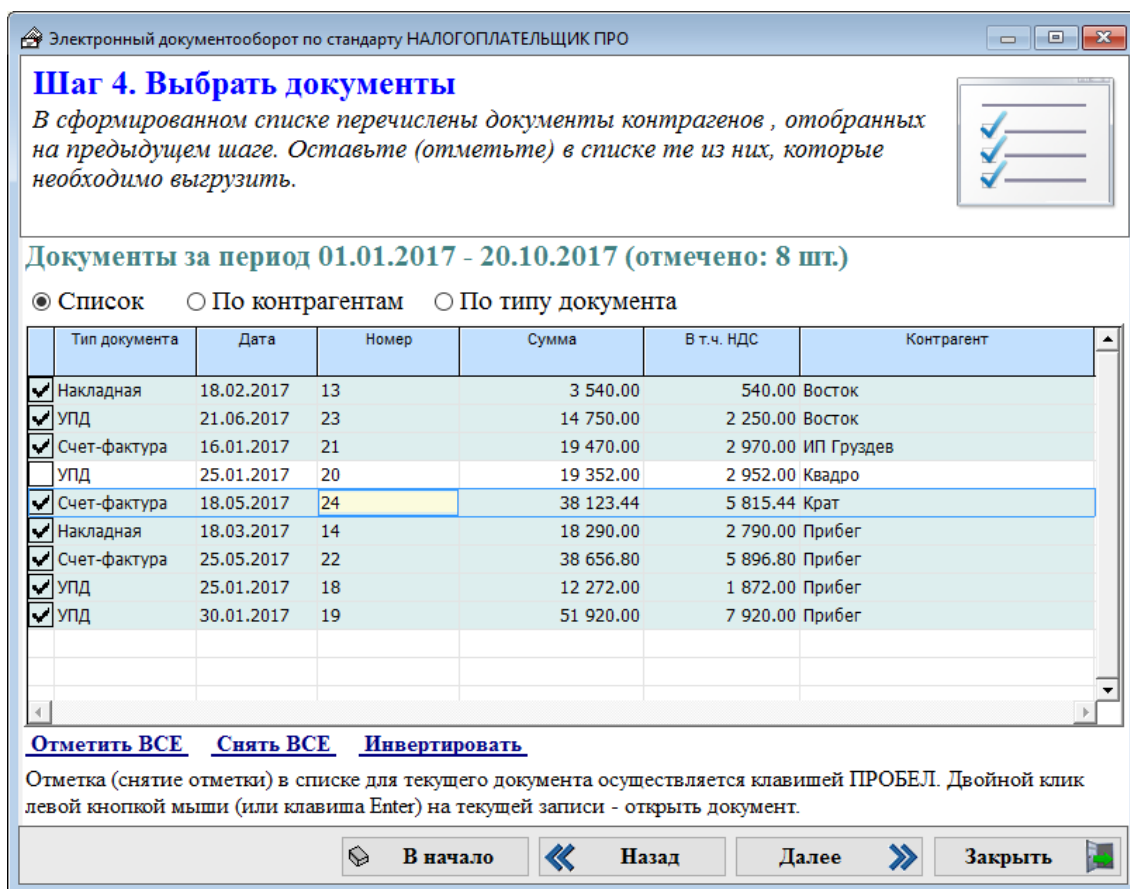 Электронный документооборот по стандарту НАЛОГОПЛАТЕЛЬЩИК ПРО
Шаг 4. Выбрать документы
В сформированном списке перечислены документы контрагенов , отобранных
на предыдущем шаге. Оставьте (отметьте) в списке те из них, которые
необходимо выгрузить.
Документы за период 01.01.2017 - 20.10.2017 (отмечено: 8 шт.)
Список По контрагентам По типу документа
Тип документа Дата Номер Сумма В т.ч. НДС Контрагент
Накладная 18.02.2017 13 3 540.00 540.00 Восток
УПД 21.06.2017 23 14 750.00 2 250.00 Восток
Счет-фактура 16.01.2017 21 19 470.00 2 970.00 ИП Груздев
УПД 25.01.2017 20 19 352.00 2 952.00 Квадро
Счет-фактура 18.05.2017 24 38 123.44 5 815.44 Крат
Накладная 18.03.2017 14 18 290.00 2 790.00 Прибег
Счет-фактура 25.05.2017 22 38 656.80 5 896.80 Прибег
УПД 25.01.2017 18 12 272.00 1 872.00 Прибег
УПД 30.01.2017 19 51 920.00 7 920.00 Прибег
Отметить ВСЕ Снять ВСЕ Инвертировать
Отметка (снятие отметки) в списке для текущего документа осуществляется клавишей ПРОБЕЛ. Двойной клик
левой кнопкой мыши (или клавиша Enter) на текущей записи - открыть документ.
В начало Назад Далее Закрыть